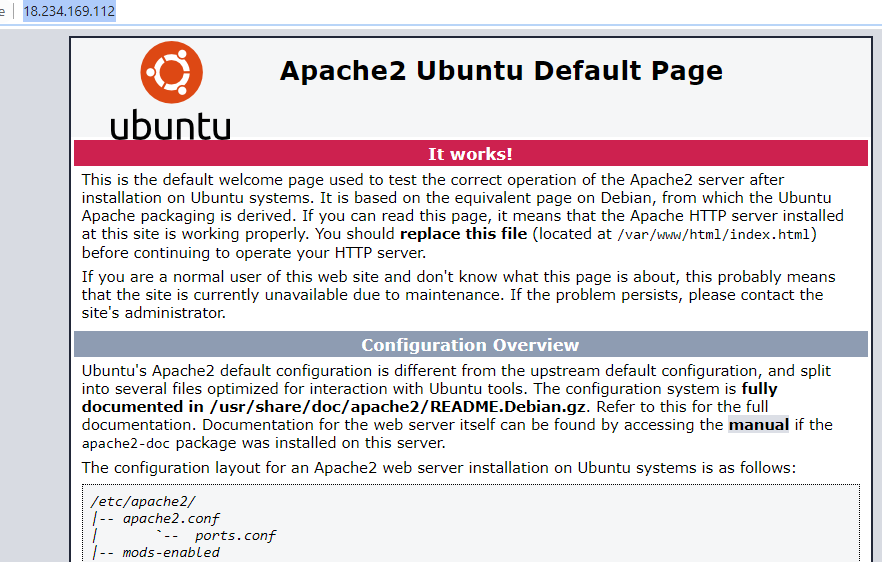 e | 18.234.169.112
Apache2 Ubuntu Default Page
ubuntu
It works!
This is the default welcome page used to test the correct operation of the Apache2 server after
installation on Ubuntu systems. It is based on the equivalent page on Debian, from which the Ubuntu
Apache packaging is derived. If you can read this page, it means that the Apache HTTP server installed
at this site is working properly. You should replace this file (located at /var/www/html/index.html)
before continuing to operate your HTTP server.
If you are a normal user of this web site and don't know what this page is about, this probably means
that the site is currently unavailable due to maintenance. If the problem persists, please contact the
site's administrator.
Configuration Overview
Ubuntu's Apache2 default configuration is different from the upstream default configuration, and split
into several files optimized for interaction with Ubuntu tools. The configuration system is fully
documented in /usr/share/doc/apache2/README.Debian.gz. Refer to this for the full
documentation. Documentation for the web server itself can be found by accessing the manual if the
apache2-doc package was installed on this server.
The configuration layout for an Apache2 web server installation on Ubuntu systems is as follows:
/etc/apache2/
|-- apache2.conf
|       `--  ports.conf
|-- mods-enabled